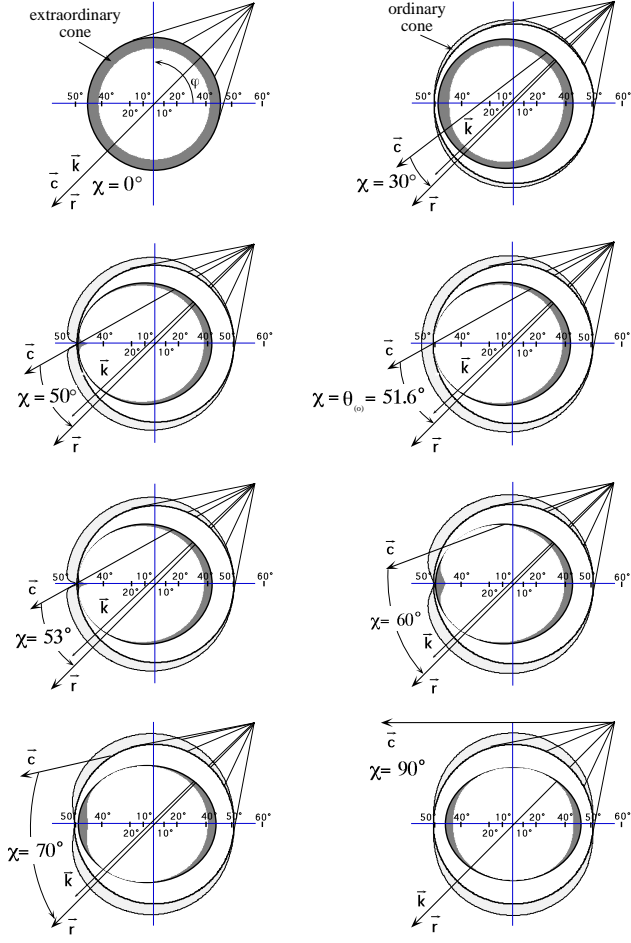 extraordinary
cone
φ
50° 40° 10° 40° 60°
20° 10° 20° 50°
k⃗
c⃗
r⃗
χ = 0°
ordinary
cone
50° 40° 10° 40° 60°
20° 10° 20° 50°
k⃗
c⃗
χ = 30°
r⃗
50° 40° 10° 40° 60°
20° 10° 50°
c⃗
k⃗
χ = 50°
r⃗
50° 40° 10° 40° 60°
20° 10° 50°
c⃗
k⃗
χ = θ(o) = 51.6°
r⃗
50° 40° 10° 40° 60°
20° 10° 20° 50°
c⃗
k⃗
χ= 53°
r⃗
50° 40° 10° 40° 60°
20° 10° 20° 50°
c⃗
χ= 60°
k⃗
r⃗
c⃗
50° 40° 10° 40° 60°
20° 10° 20° 50°
χ= 70°
k⃗
r⃗
c⃗
χ= 90°
50° 40° 10° 40° 60°
20° 10° 20° 50°
k⃗
r⃗